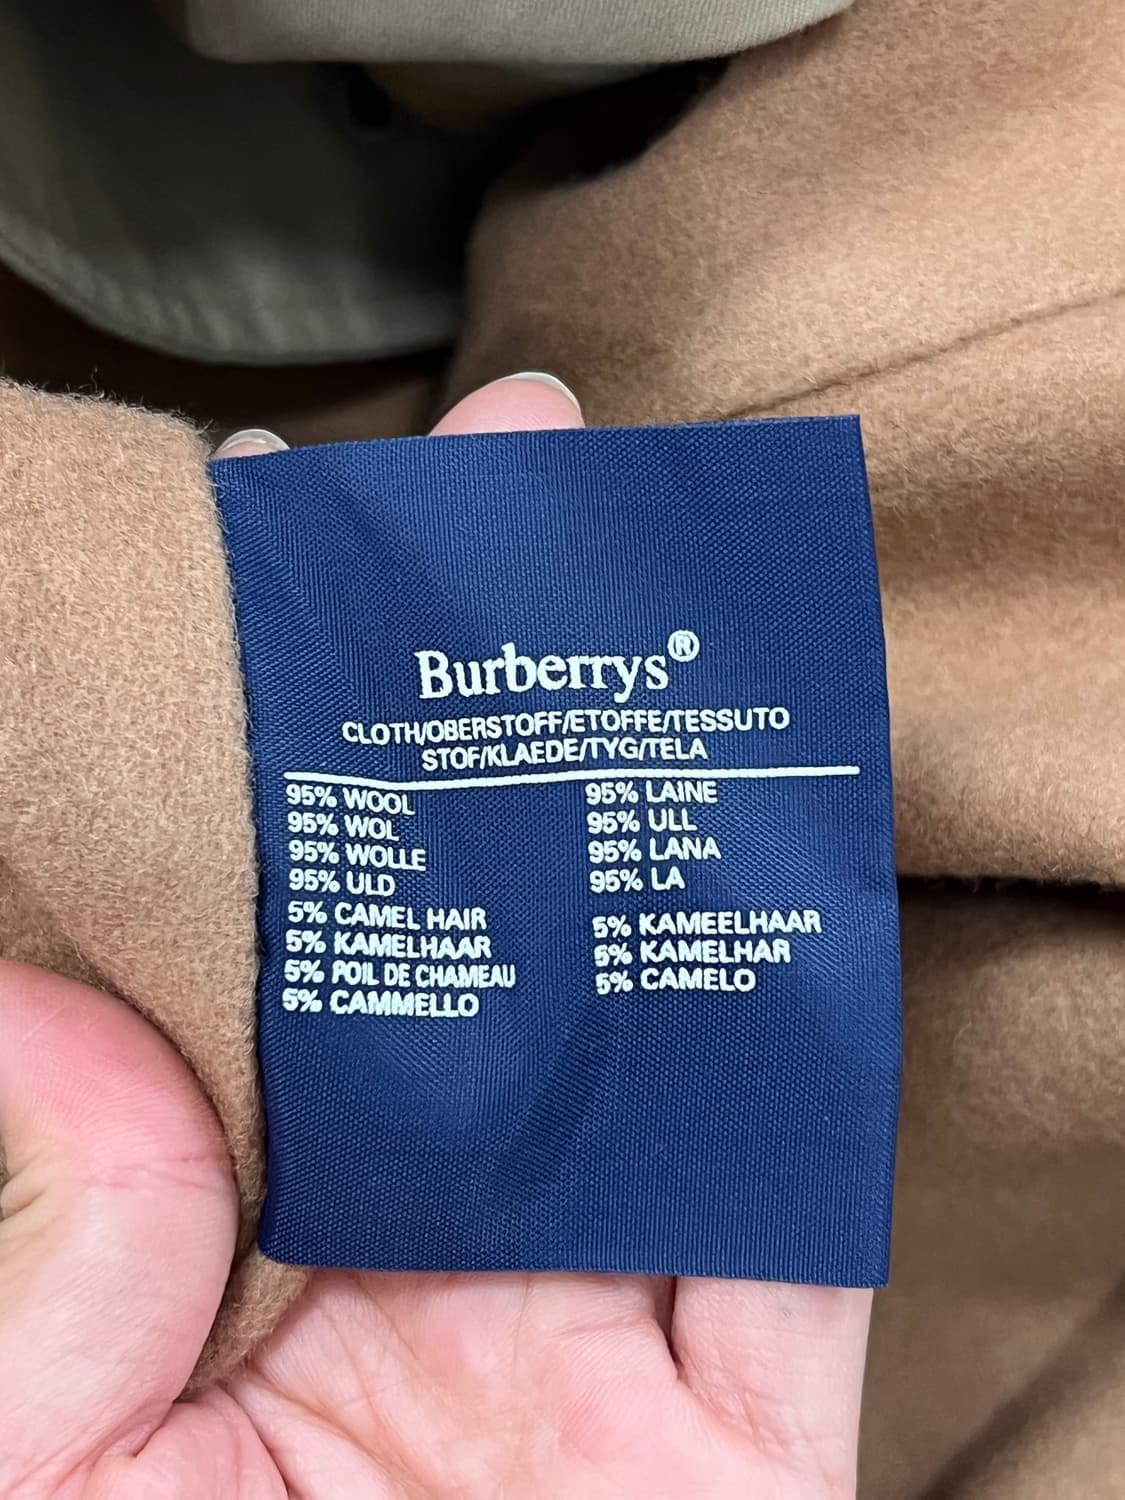 Burberrys®
CLOTH/OBERSTOFF/ETOFFE/TESSUTO
STOF/KLAEDE/TYG/TELA
95% WOOL
95% WOL
95% WOLLE
95% ULD
5% CAMEL HAIR
5% KAMELHAAR
5% POIL DE CHAMEAU
5% CAMMELLO
95% LAINE
95% ULL
95% LANA
95% LA
5% KAMEELHAAR
5% KAMELHAR
5% CAMELO